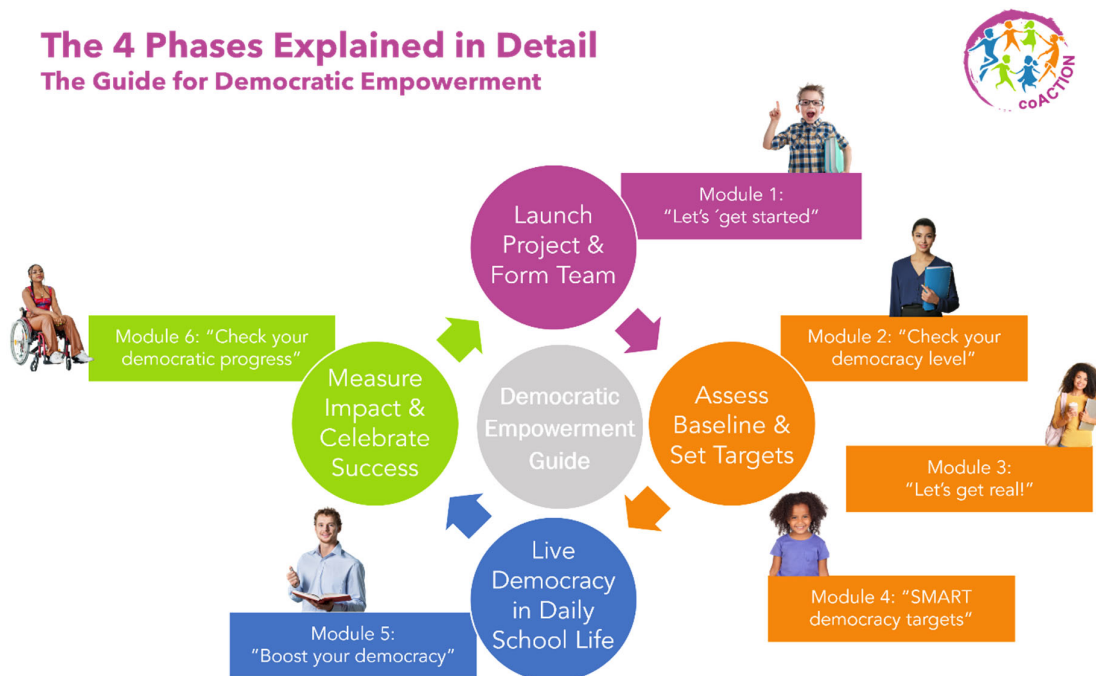 The 4 Phases Explained in Detail
The Guide for Democratic Empowerment
... coACTION
Launch
Project &
Form Team
Module 1:
“Let’s ´get started”
Module 2: “Check your
democracy level”
Assess
Baseline &
Set Targets
Module 3:
“Let’s get real!”
Module 4: “SMART
democracy targets”
Live
Democracy
in Daily
School Life
Module 5:
“Boost your democracy”
Measure
Impact &
Celebrate
Success
Module 6: “Check your
democratic progress”
Democratic
Empowerment
Guide